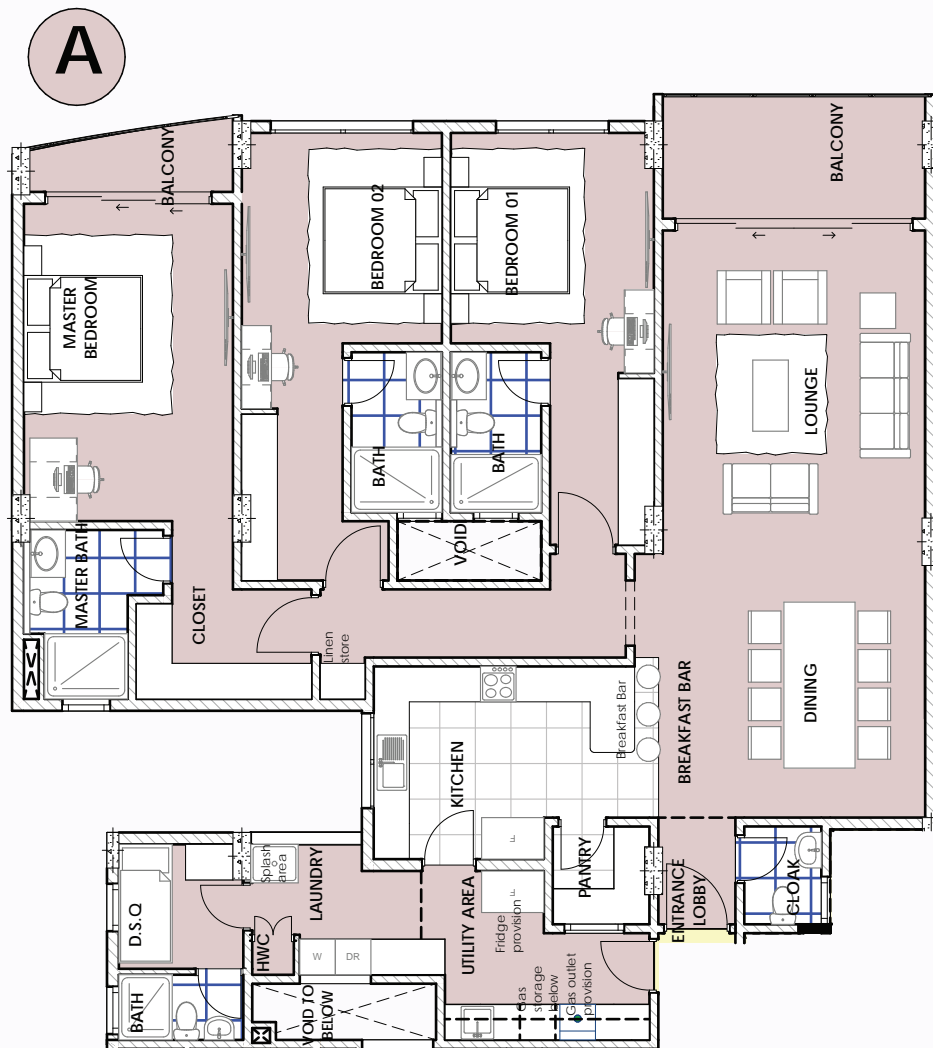 A
BALCONY
BALCONY
BEDROOM 02
BEDROOM 01
MASTER
BEDROOM
LOUNGE
BATH
BATH
VOID
MASTER BATH
CLOSET
Linen
store
DINING
BREAKFAST BAR
Breakfast Bar
KITCHEN
PANTRY
ENTRANCE
LOBBY
CLOAK
Splash
area
LAUNDRY
D.S.Q
HWC
UTILITY AREA
Fridge
provision
W
DR
Gas
storage
below
Gas outlet
provision
BATH
VOID TO
BELOW